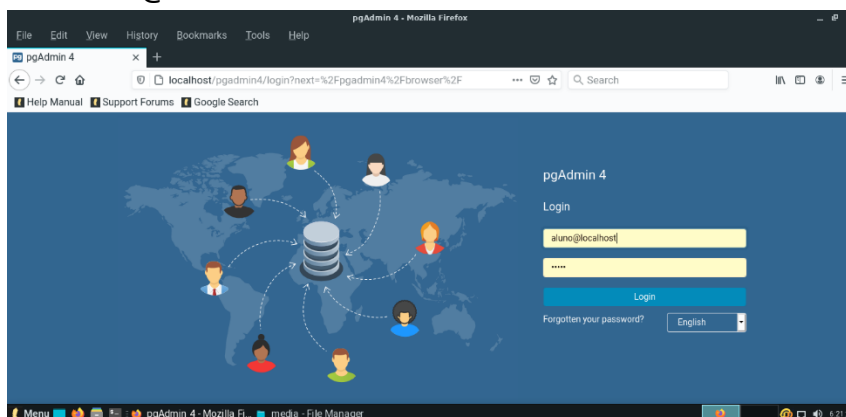 pgAdmin 4 - Mozilla Firefox
File Edit View History Bookmarks Tools Help
pgAdmin 4
localhost/pgadmin4/login?next=%2Fpgadmin4%2Fbrowser%2F
Search
Help Manual Support Forums Google Search
pgAdmin 4
Login
aluno@localhost
•••••
Login
Forgotten your password? English
Menu pgAdmin 4 - Mozilla Fi... media - File Manager 6:21